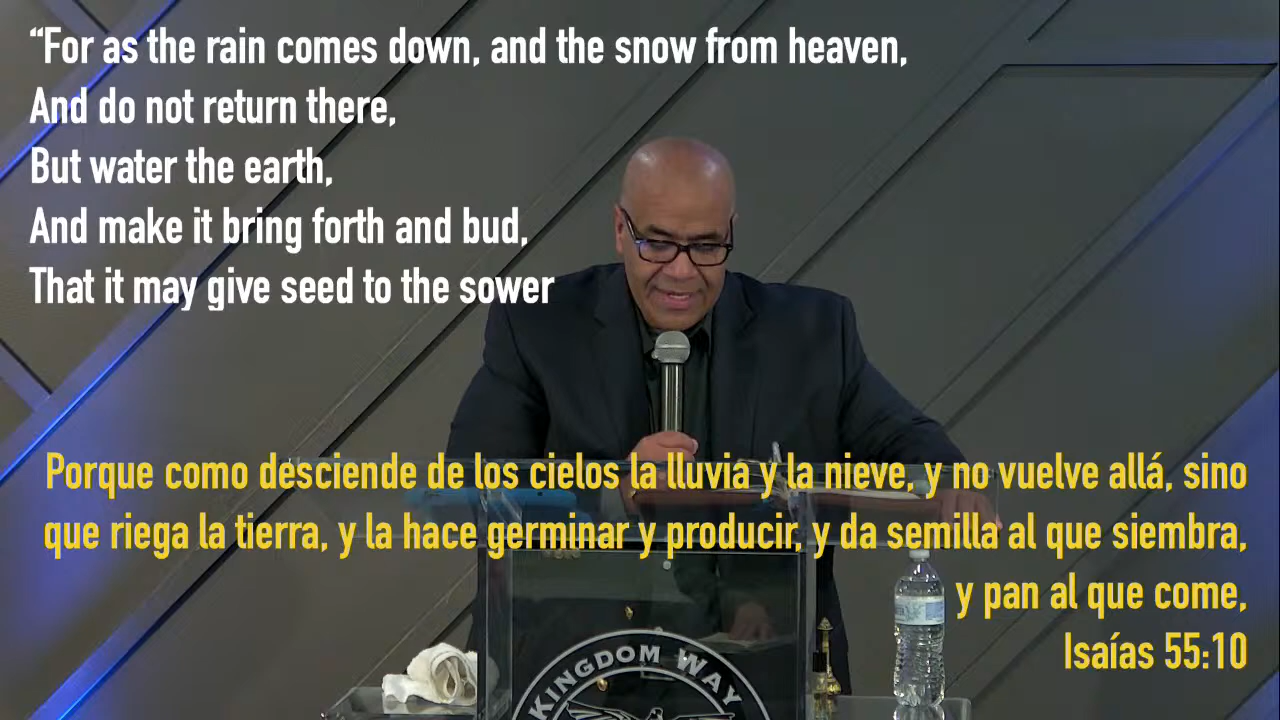 “For as the rain comes down, and the snow from heaven,
And do not return there,
But water the earth,
And make it bring forth and bud,
That it may give seed to the sower
Porque como desciende de los cielos la lluvia y la nieve, y no vuelve allá, sino
que riega la tierra, y la hace germinar y producir, y da semilla al que siembra,
y pan al que come,
Isaías 55:10
KINGDOM WAY